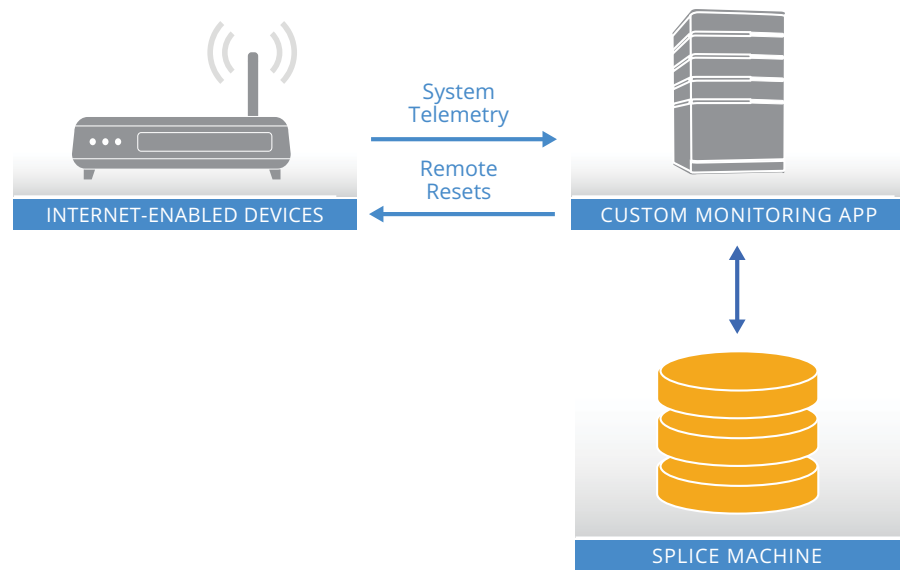 System
Telemetry
Remote
Resets
INTERNET-ENABLED DEVICES
CUSTOM MONITORING APP
SPLICE MACHINE